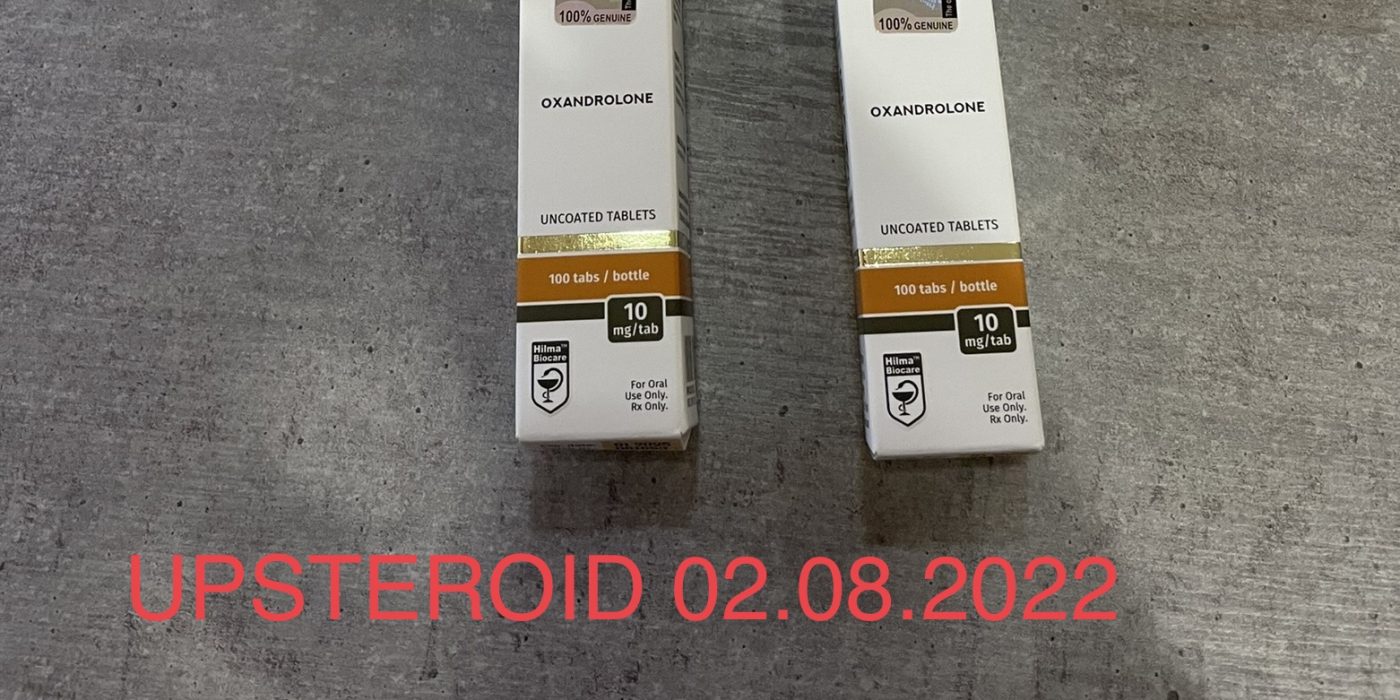 100% GENUINE
OXANDROLONE
UNCOATED TABLETS
100 tabs / bottle
10
mg/tab
Hilma™
Biocare
For Oral
Use Only.
Rx Only.
100% GENUINE
OXANDROLONE
UNCOATED TABLETS
100 tabs / bottle
10
mg/tab
Hilma™
Biocare
For Oral
Use Only.
Rx Only.
UPSTEROID 02.08.2022